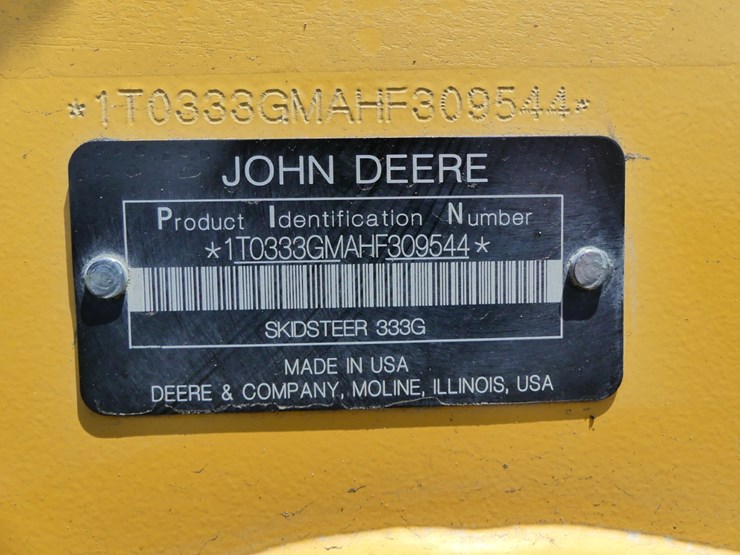 *1T0333GMAHF309544*
JOHN DEERE
Product Identification Number
*1T0333GMAHF309544*
SKIDSTEER 333G
MADE IN USA
DEERE & COMPANY, MOLINE, ILLINOIS, USA